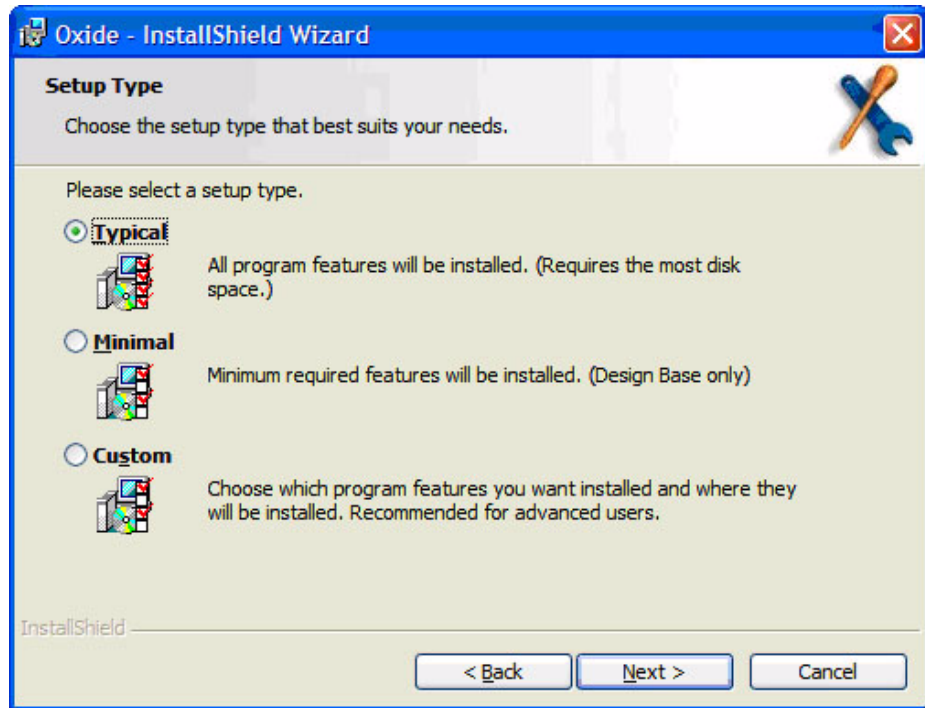 Oxide - InstallShield Wizard
Setup Type
Choose the setup type that best suits your needs.
Please select a setup type.
Typical
All program features will be installed. (Requires the most disk
space.)
Minimal
Minimum required features will be installed. (Design Base only)
Custom
Choose which program features you want installed and where they
will be installed. Recommended for advanced users.
InstallShield
< Back
Next >
Cancel